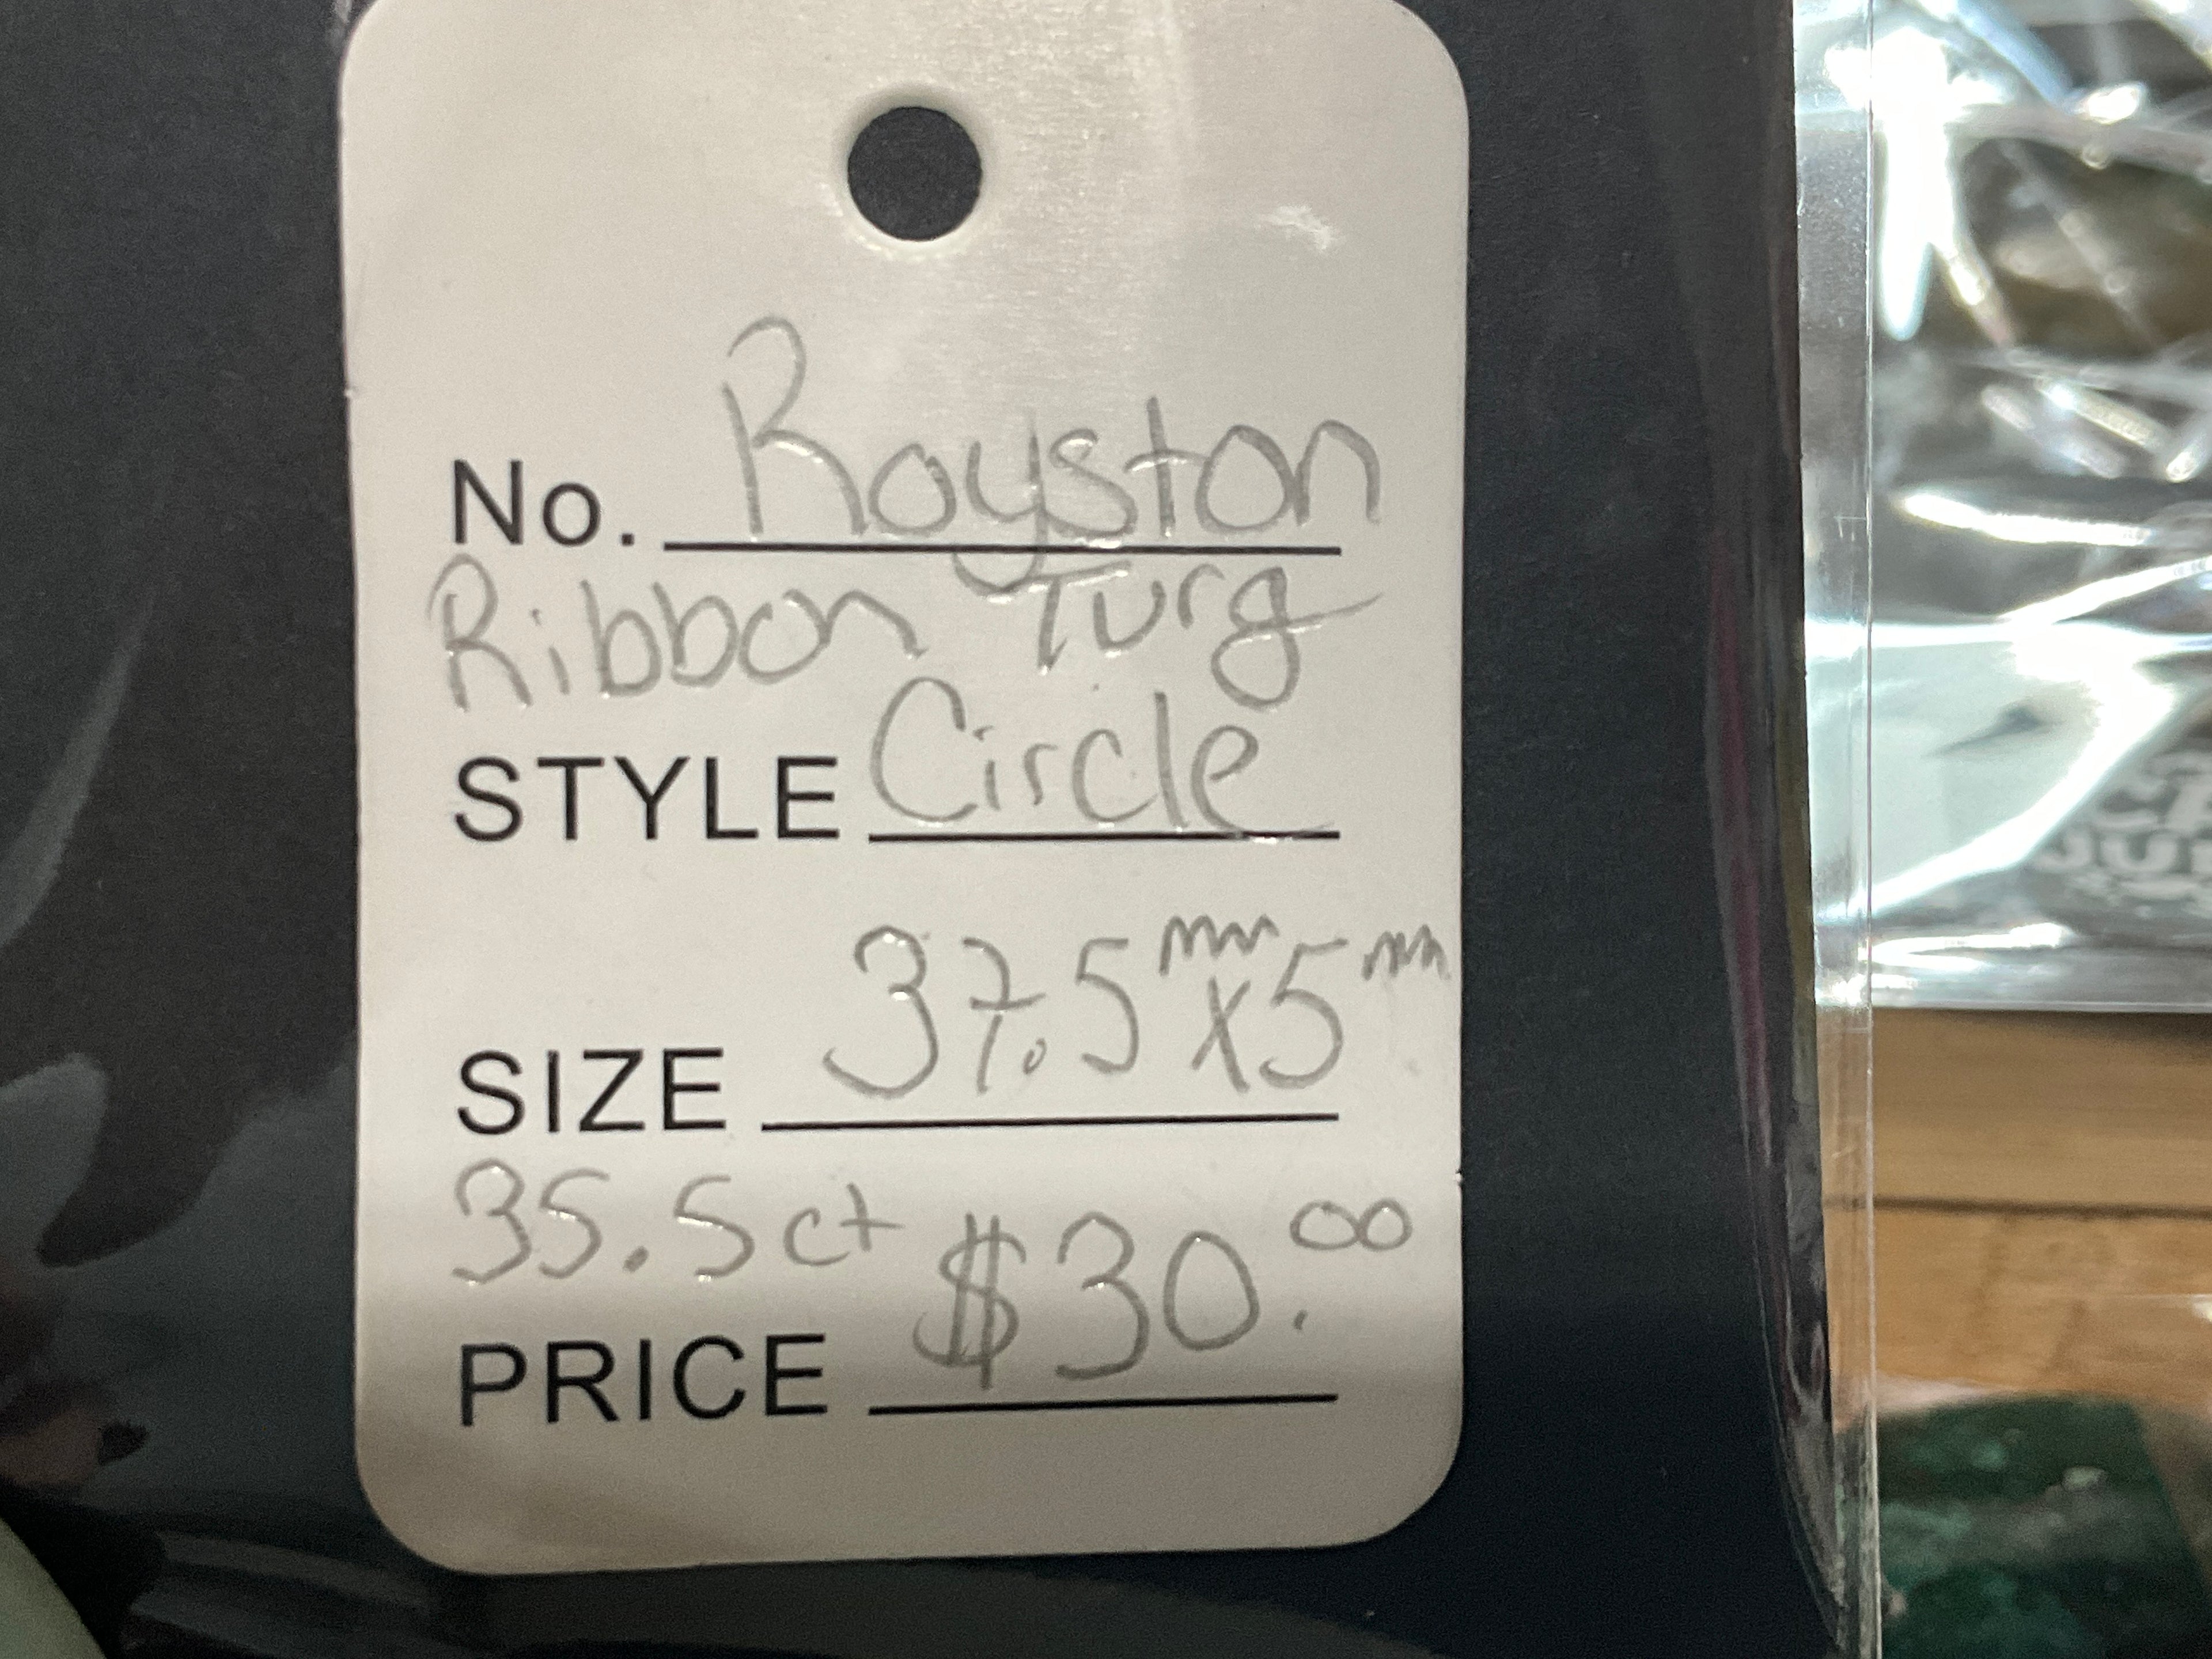 No. Royston
Ribbon Turq
STYLE Circle
SIZE 37.5mm x 5mm
35.5ct
PRICE $30.00